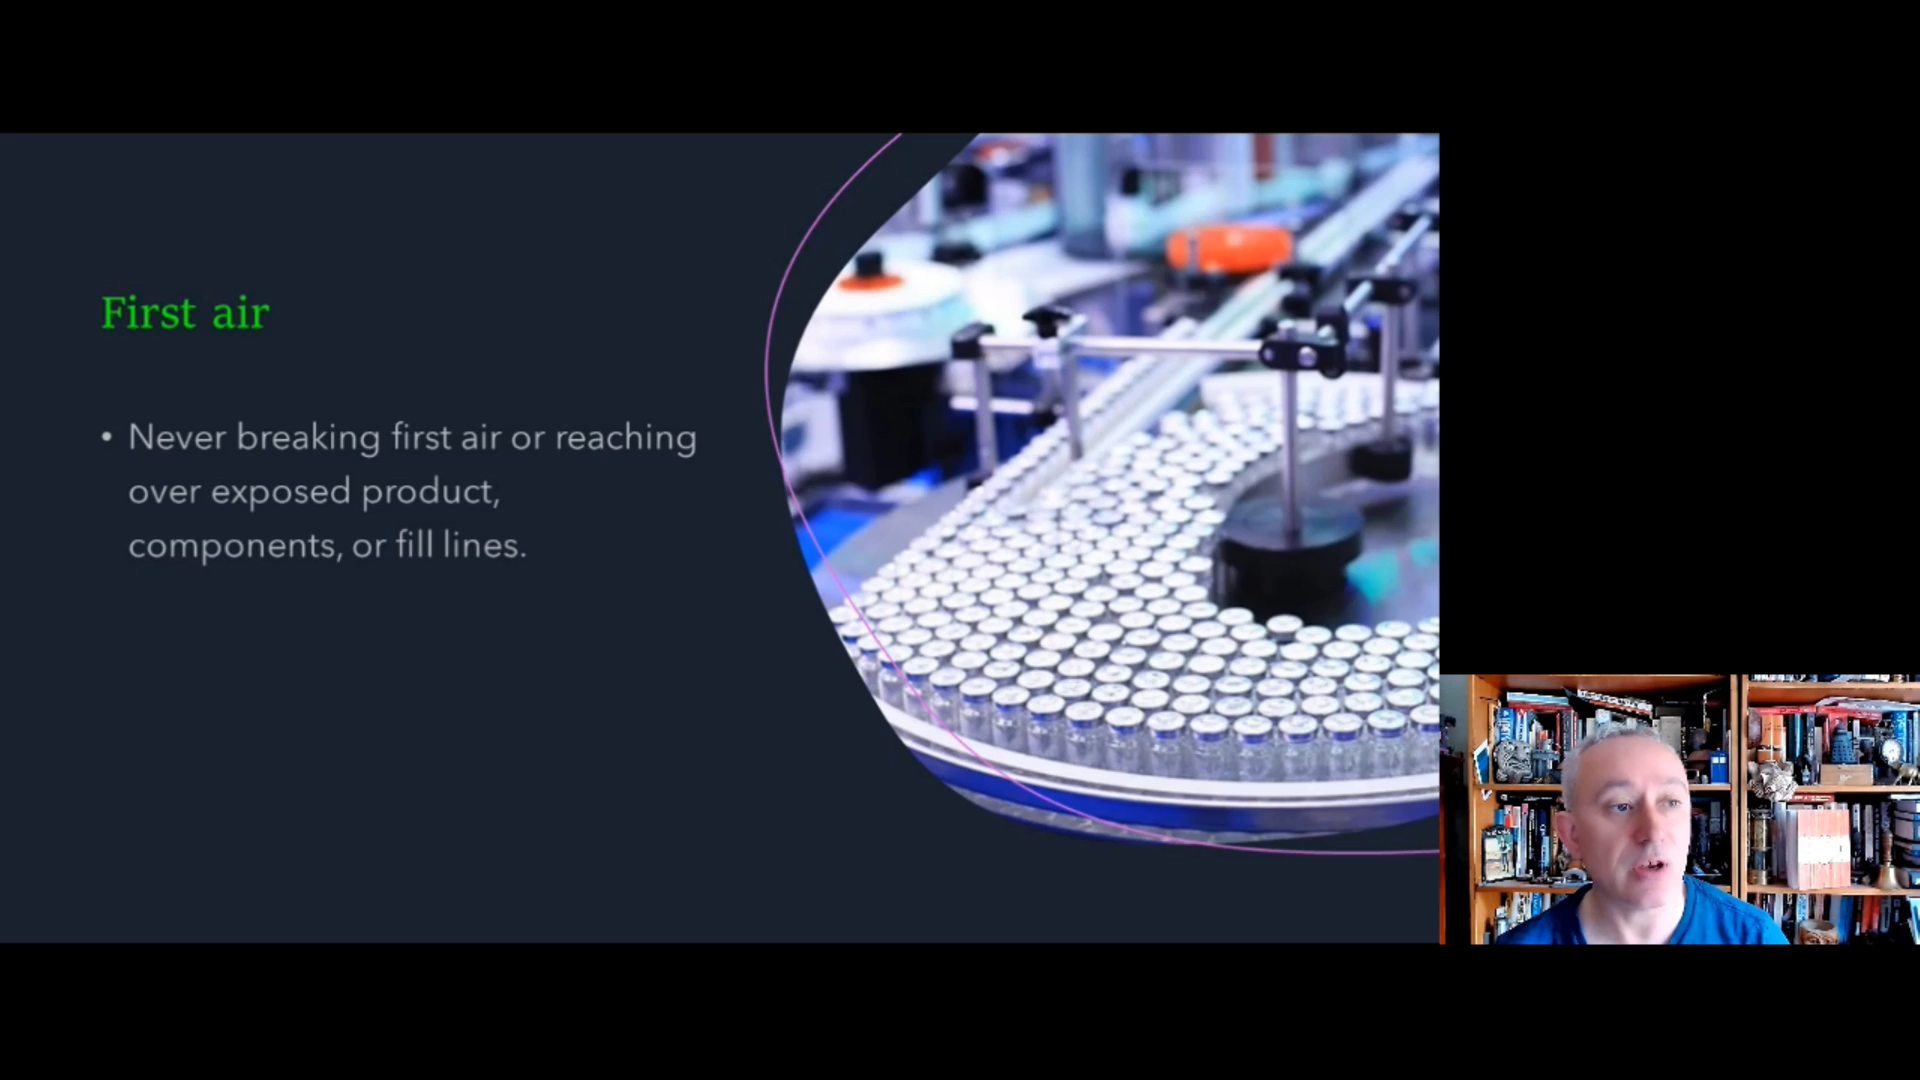 First air
• Never breaking first air or reaching
over exposed product,
components, or fill lines.